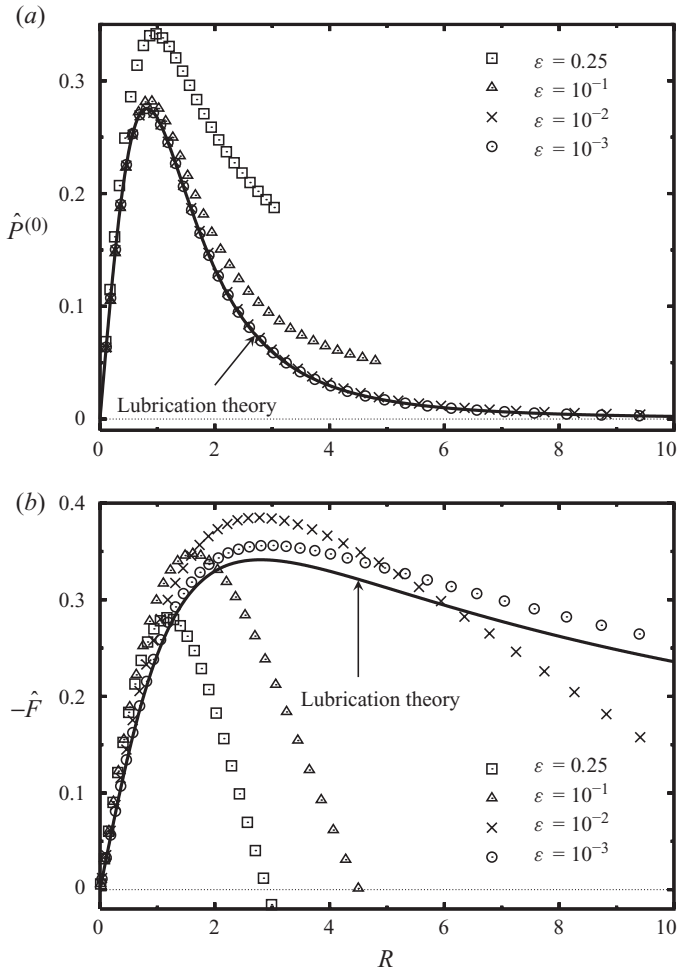 (a)
0.3
0.2
0.1
0
P̂⁽⁰⁾
ε = 0.25
ε = 10⁻¹
ε = 10⁻²
ε = 10⁻³
Lubrication theory
0 2 4 6 8 10
(b)
0.4
0.3
0.2
0.1
0
−F̂
Lubrication theory
ε = 0.25
ε = 10⁻¹
ε = 10⁻²
ε = 10⁻³
0 2 4 6 8 10
R